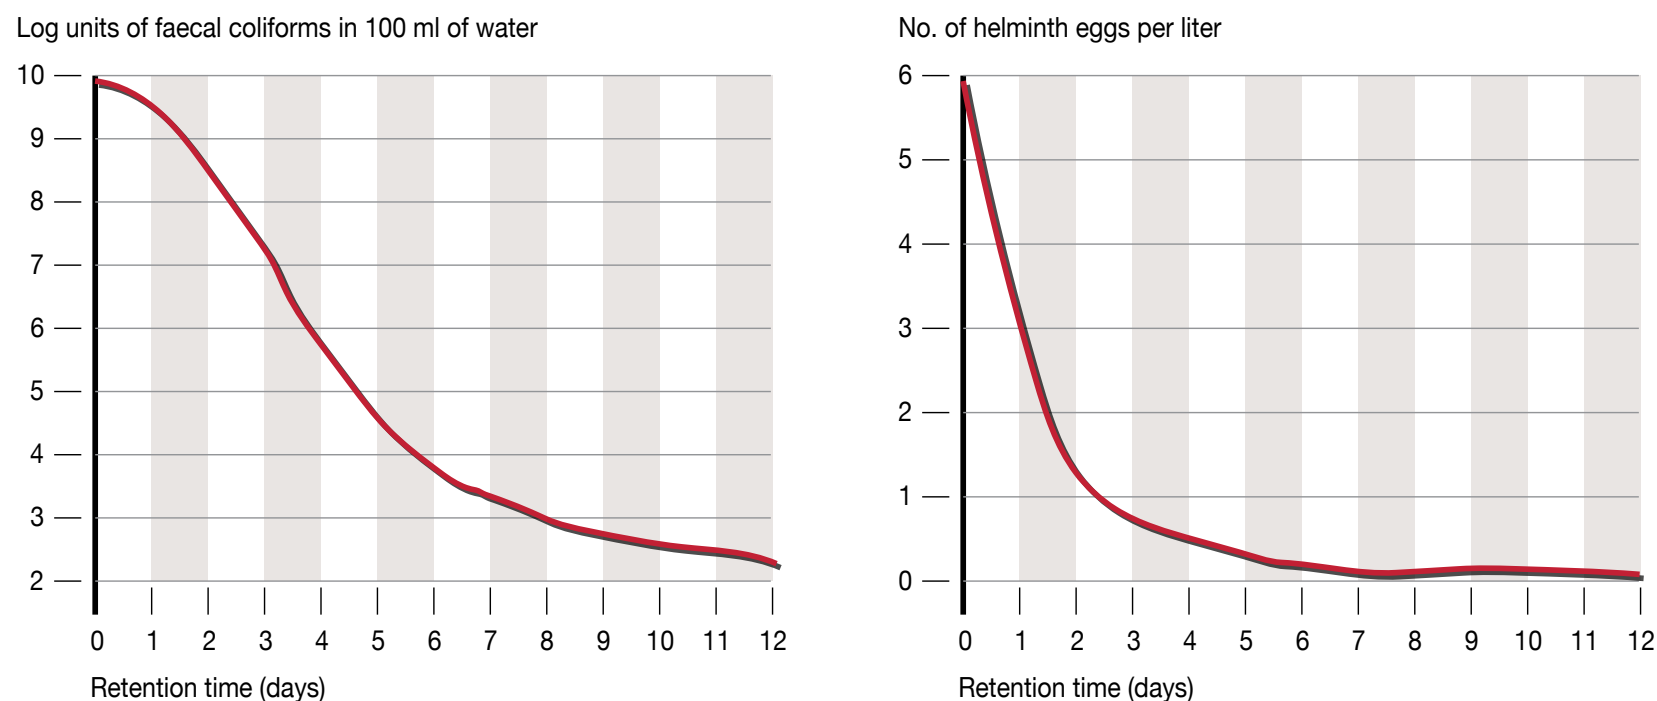 Log units of faecal coliforms in 100 ml of water
10
9
8
7
6
5
4
3
2
0 1 2 3 4 5 6 7 8 9 10 11 12
Retention time (days)
No. of helminth eggs per liter
6
5
4
3
2
1
0
0 1 2 3 4 5 6 7 8 9 10 11 12
Retention time (days)